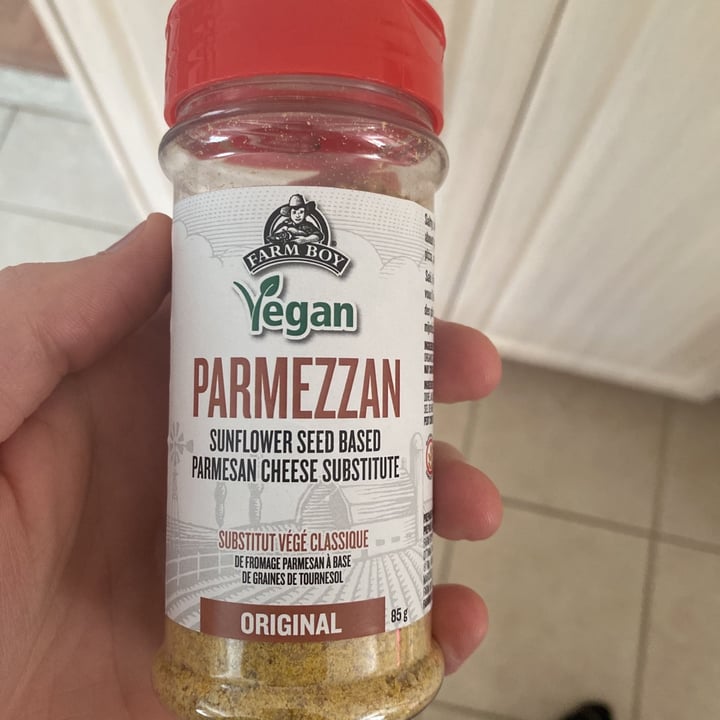 FARM BOY
Vegan
PARMEZZAN
SUNFLOWER SEED BASED
PARMESAN CHEESE SUBSTITUTE
SUBSTITUT VÉGÉ CLASSIQUE
DE FROMAGE PARMESAN À BASE
DE GRAINES DE TOURNESOL
ORIGINAL
85 g